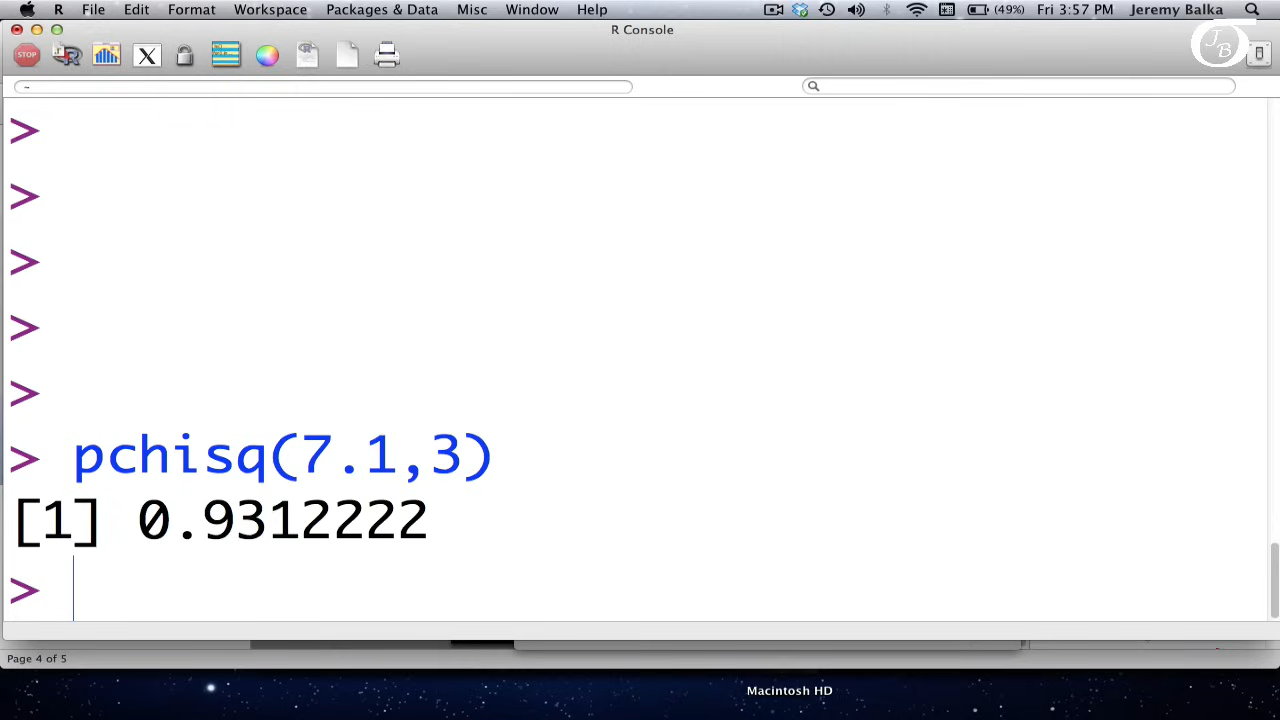 R File Edit Format Workspace Packages & Data Misc Window Help (49%) Fri 3:57 PM Jeremy Balka
R Console
JB
STOP R X
~
>
>
>
>
>
> pchisq(7.1,3)
[1] 0.9312222
>
Page 4 of 5
Macintosh HD